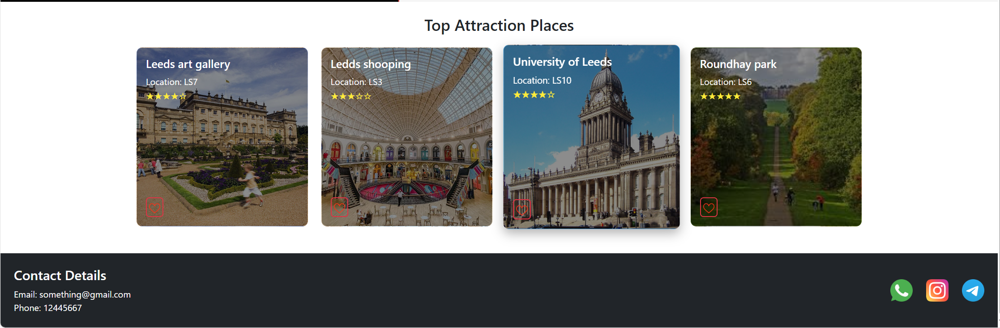 Top Attraction Places
Leeds art gallery
Location: LS7
★★★★☆
Ledds shooping
Location: LS3
★★★☆☆
University of Leeds
Location: LS10
★★★★☆
Roundhay park
Location: LS6
★★★★★
Contact Details
Email: something@gmail.com
Phone: 12445667